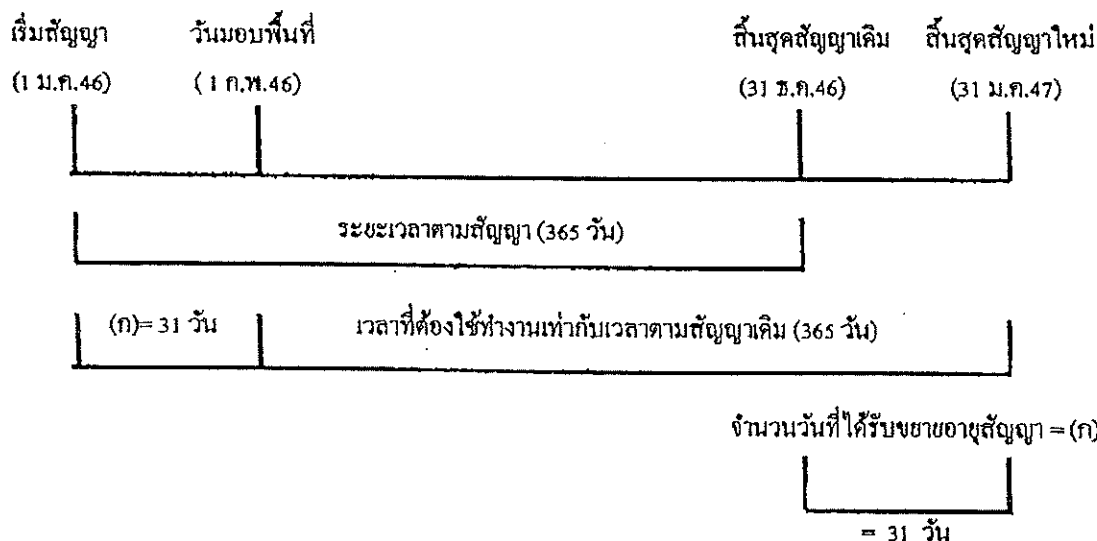 เริ่มสัญญา วันมอบพื้นที่ สิ้นสุดสัญญาเดิม สิ้นสุดสัญญาใหม่
(1 ม.ค.46) ( 1 ก.พ.46) (31 ธ.ค.46) (31 ม.ค.47)
ระยะเวลาตามสัญญา (365 วัน)
(ก)= 31 วัน เวลาที่ต้องใช้ทำงานเท่ากับเวลาตามสัญญาเดิม (365 วัน)
จำนวนวันที่ได้รับขยายอายุสัญญา = (ก)
= 31 วัน